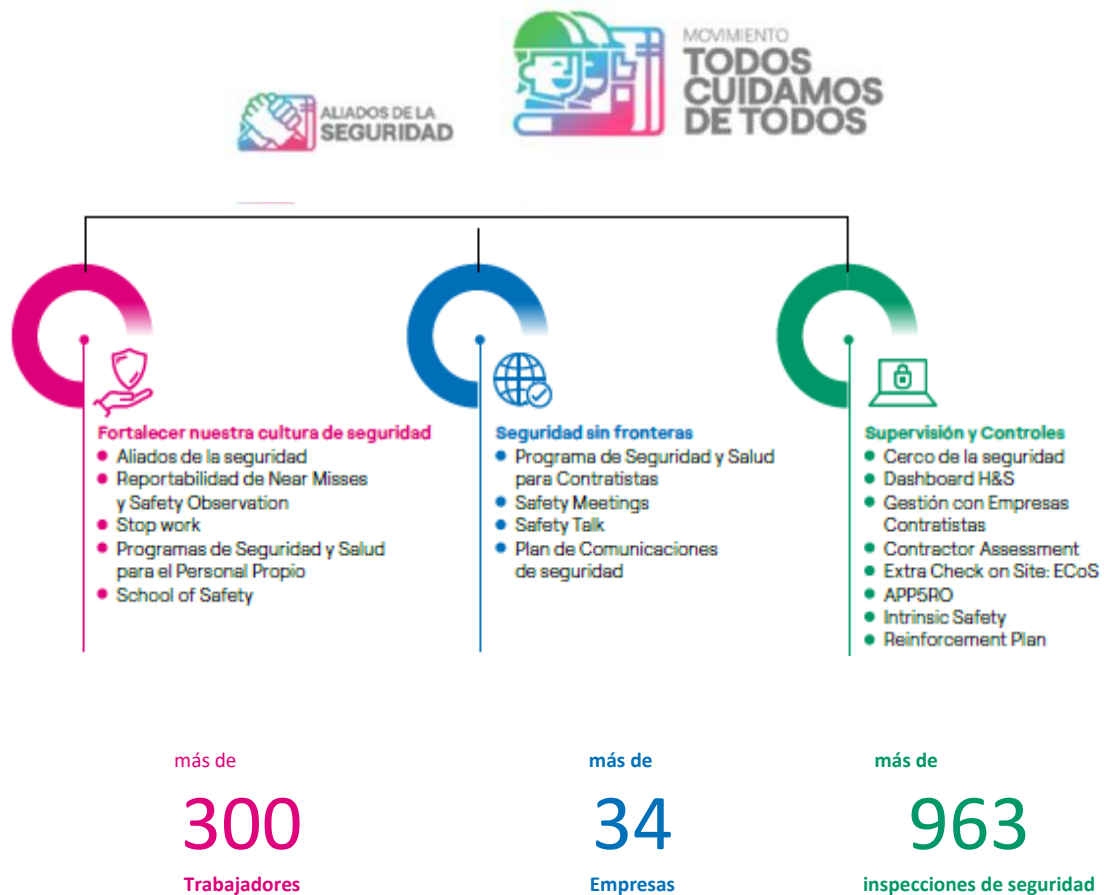 MOVIMIENTO
TODOS
CUIDAMOS
DE TODOS
ALIADOS DE LA
SEGURIDAD
Fortalecer nuestra cultura de seguridad
Aliados de la seguridad
Reportabilidad de Near Misses
y Safety Observation
Stop work
Programas de Seguridad y Salud
para el Personal Propio
School of Safety
Seguridad sin fronteras
Programa de Seguridad y Salud
para Contratistas
Safety Meetings
Safety Talk
Plan de Comunicaciones
de seguridad
Supervisión y Controles
Cerco de la seguridad
Dashboard H&S
Gestión con Empresas
Contratistas
Contractor Assessment
Extra Check on Site: ECoS
APP5RO
Intrinsic Safety
Reinforcement Plan
más de
300
Trabajadores
más de
34
Empresas
más de
963
inspecciones de seguridad